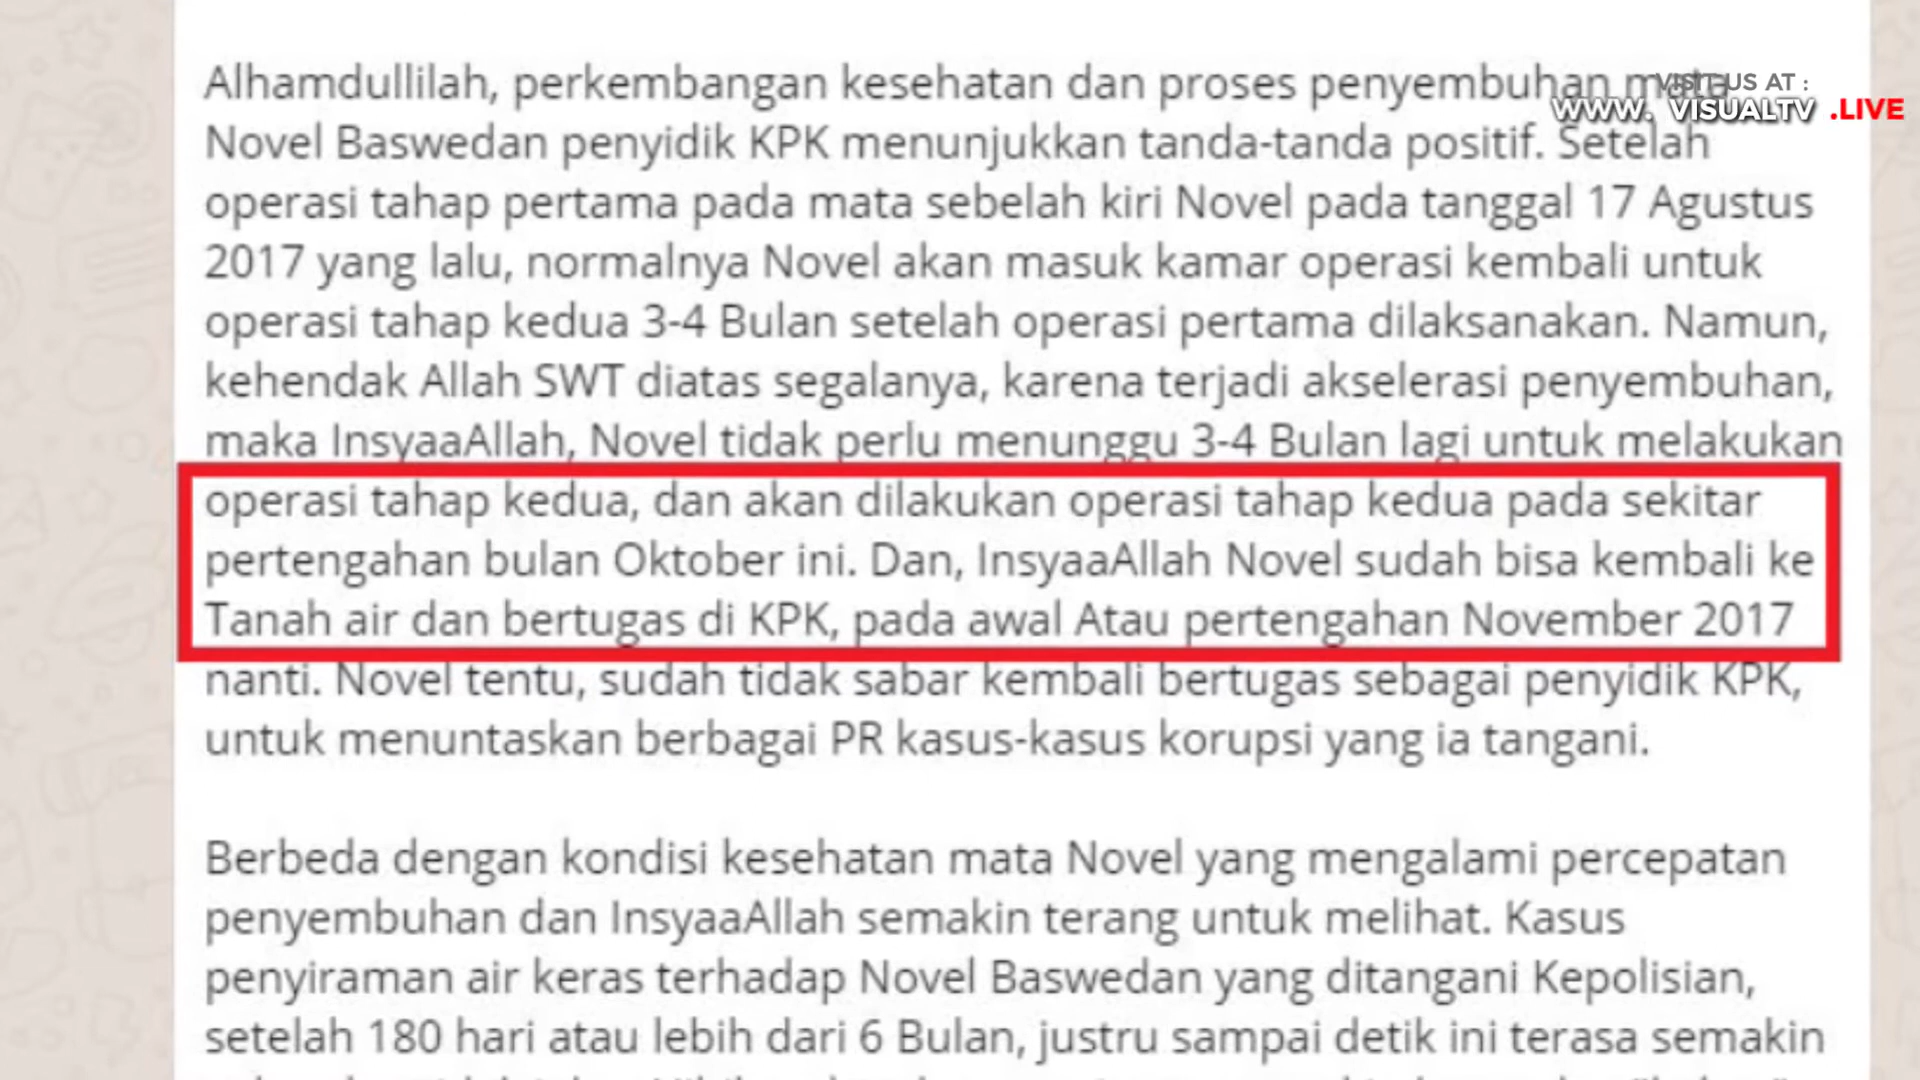 VISIT US AT :
WWW. VISUALTV .LIVE
Alhamdullilah, perkembangan kesehatan dan proses penyembuhan mata
Novel Baswedan penyidik KPK menunjukkan tanda-tanda positif. Setelah
operasi tahap pertama pada mata sebelah kiri Novel pada tanggal 17 Agustus
2017 yang lalu, normalnya Novel akan masuk kamar operasi kembali untuk
operasi tahap kedua 3-4 Bulan setelah operasi pertama dilaksanakan. Namun,
kehendak Allah SWT diatas segalanya, karena terjadi akselerasi penyembuhan,
maka InsyaaAllah, Novel tidak perlu menunggu 3-4 Bulan lagi untuk melakukan
operasi tahap kedua, dan akan dilakukan operasi tahap kedua pada sekitar
pertengahan bulan Oktober ini. Dan, InsyaaAllah Novel sudah bisa kembali ke
Tanah air dan bertugas di KPK, pada awal Atau pertengahan November 2017
nanti. Novel tentu, sudah tidak sabar kembali bertugas sebagai penyidik KPK,
untuk menuntaskan berbagai PR kasus-kasus korupsi yang ia tangani.
Berbeda dengan kondisi kesehatan mata Novel yang mengalami percepatan
penyembuhan dan InsyaaAllah semakin terang untuk melihat. Kasus
penyiraman air keras terhadap Novel Baswedan yang ditangani Kepolisian,
setelah 180 hari atau lebih dari 6 Bulan, justru sampai detik ini terasa semakin